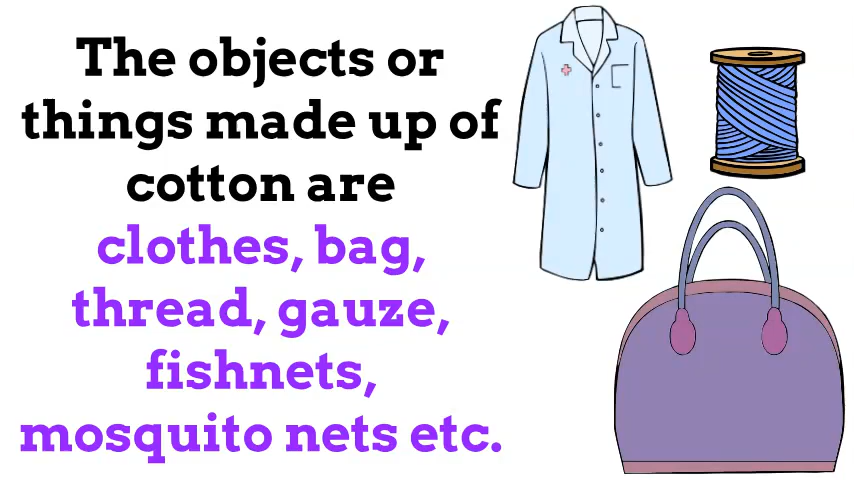 The objects or
things made up of
cotton are
clothes, bag,
thread, gauze,
fishnets,
mosquito nets etc.